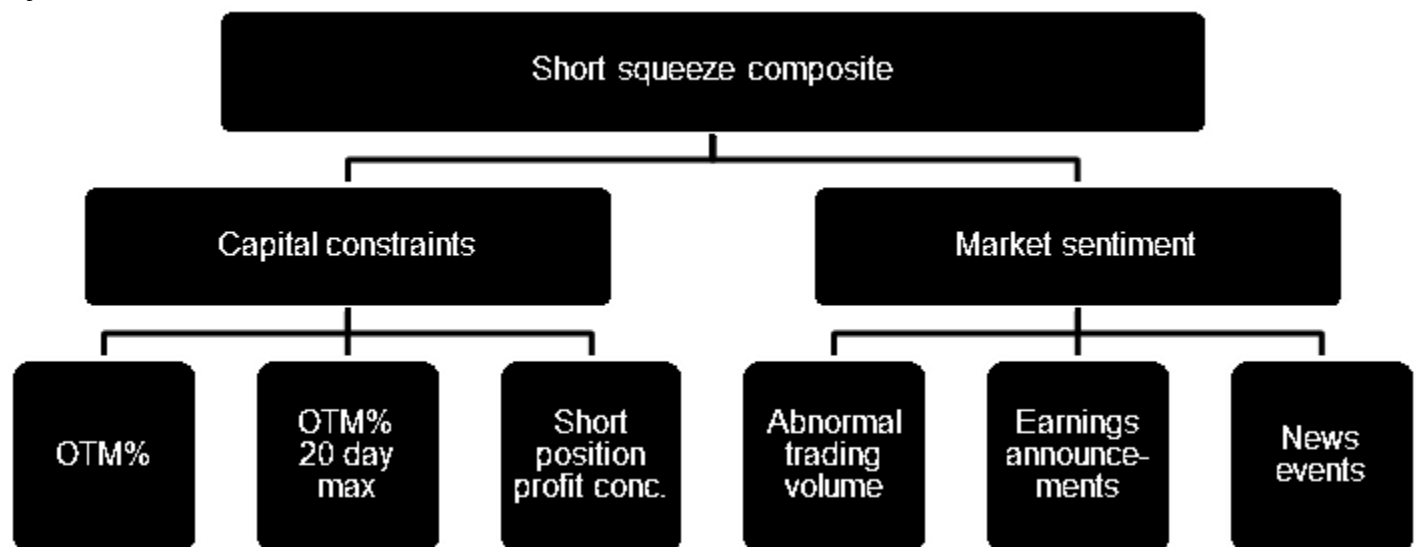 Short squeeze composite
Capital constraints
Market sentiment
OTM%
OTM%
20 day
max
Short
position
profit conc.
Abnormal
trading
volume
Earnings
announce-
ments
News
events